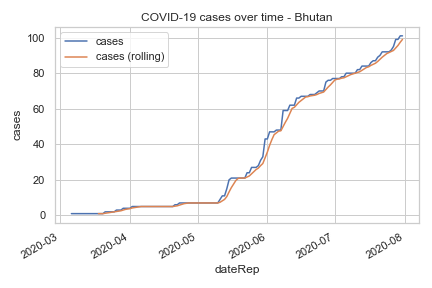 COVID-19 cases over time - Bhutan
cases
cases (rolling)
100
80
60
40
20
0
cases
2020-03
2020-04
2020-05
2020-06
2020-07
2020-08
dateRep